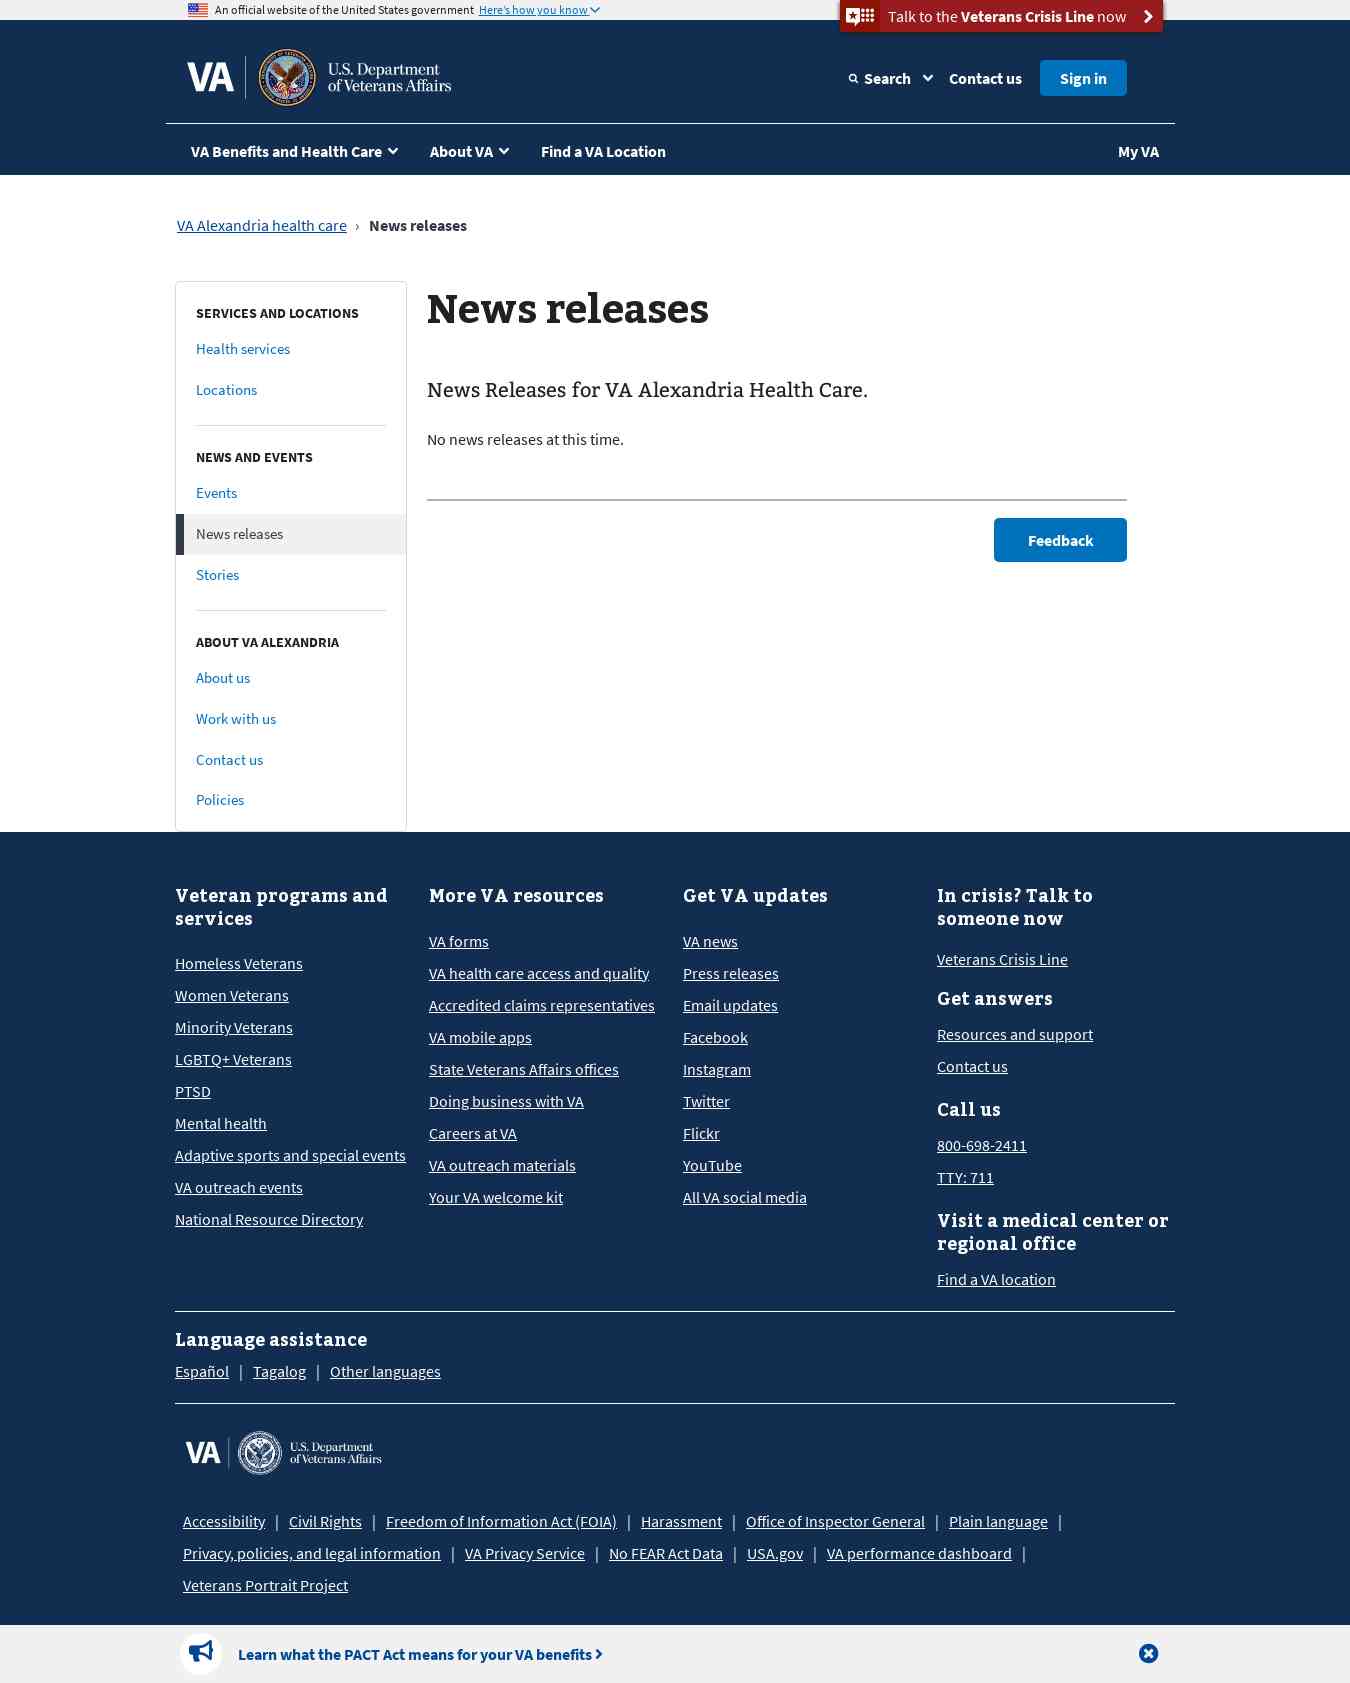 An official website of the United States government Here's how you know
Talk to the Veterans Crisis Line now
VA
U.S. Department
of Veterans Affairs
Search
Contact us
Sign in
VA Benefits and Health Care
About VA
Find a VA Location
My VA
VA Alexandria health care › News releases
SERVICES AND LOCATIONS
Health services
Locations
NEWS AND EVENTS
Events
News releases
Stories
ABOUT VA ALEXANDRIA
About us
Work with us
Contact us
Policies
News releases
News Releases for VA Alexandria Health Care.
No news releases at this time.
Feedback
Veteran programs and
services
Homeless Veterans
Women Veterans
Minority Veterans
LGBTQ+ Veterans
PTSD
Mental health
Adaptive sports and special events
VA outreach events
National Resource Directory
More VA resources
VA forms
VA health care access and quality
Accredited claims representatives
VA mobile apps
State Veterans Affairs offices
Doing business with VA
Careers at VA
VA outreach materials
Your VA welcome kit
Get VA updates
VA news
Press releases
Email updates
Facebook
Instagram
Twitter
Flickr
YouTube
All VA social media
In crisis? Talk to
someone now
Veterans Crisis Line
Get answers
Resources and support
Contact us
Call us
800-698-2411
TTY: 711
Visit a medical center or
regional office
Find a VA location
Language assistance
Español | Tagalog | Other languages
VA
U.S. Department
of Veterans Affairs
Accessibility | Civil Rights | Freedom of Information Act (FOIA) | Harassment | Office of Inspector General | Plain language |
Privacy, policies, and legal information | VA Privacy Service | No FEAR Act Data | USA.gov | VA performance dashboard |
Veterans Portrait Project
Learn what the PACT Act means for your VA benefits